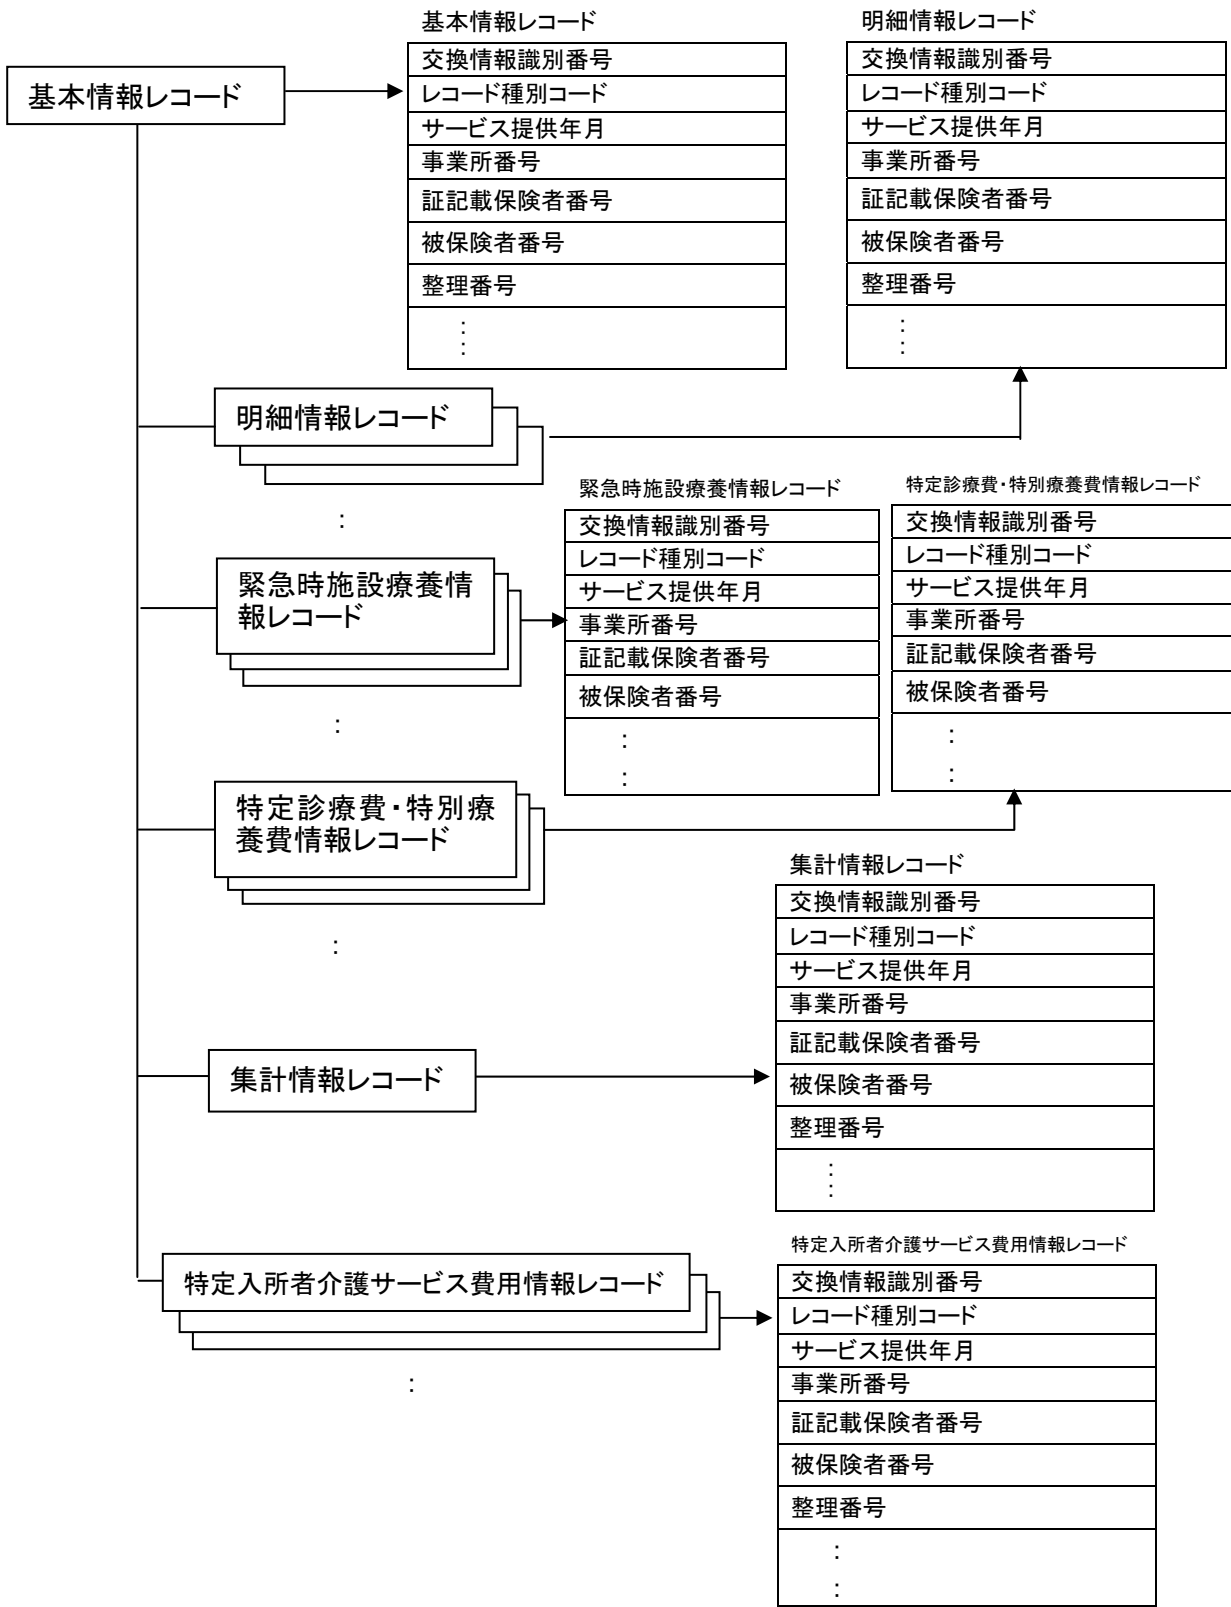 基本情報レコード
基本情報レコード
交換情報識別番号
レコード種別コード
サービス提供年月
事業所番号
証記載保険者番号
被保険者番号
整理番号
:
:
明細情報レコード
交換情報識別番号
レコード種別コード
サービス提供年月
事業所番号
証記載保険者番号
被保険者番号
整理番号
:
:
明細情報レコード
:
緊急時施設療養情
報レコード
:
緊急時施設療養情報レコード
交換情報識別番号
レコード種別コード
サービス提供年月
事業所番号
証記載保険者番号
被保険者番号
:
:
特定診療費・特別療養費情報レコード
交換情報識別番号
レコード種別コード
サービス提供年月
事業所番号
証記載保険者番号
被保険者番号
:
:
特定診療費・特別療
養費情報レコード
:
集計情報レコード
集計情報レコード
交換情報識別番号
レコード種別コード
サービス提供年月
事業所番号
証記載保険者番号
被保険者番号
整理番号
:
:
特定入所者介護サービス費用情報レコード
:
特定入所者介護サービス費用情報レコード
交換情報識別番号
レコード種別コード
サービス提供年月
事業所番号
証記載保険者番号
被保険者番号
整理番号
:
: